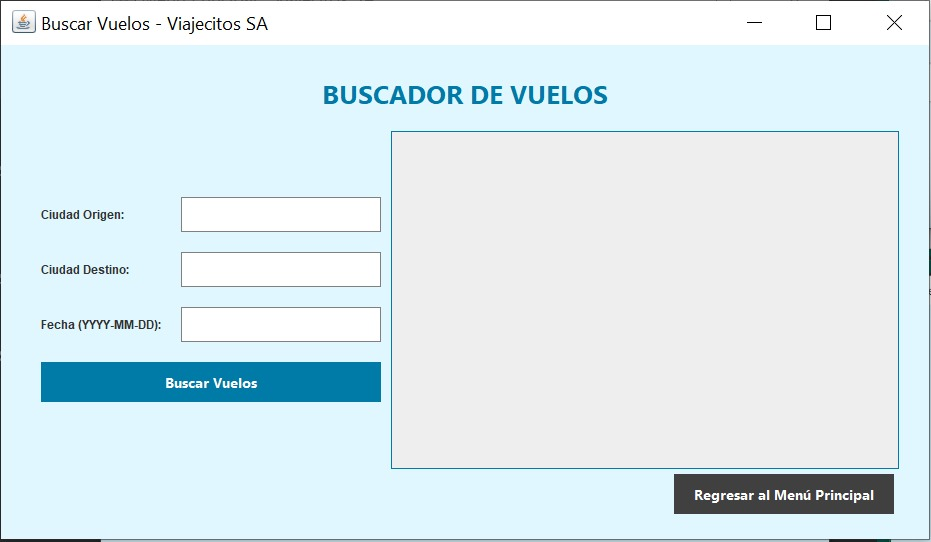 Buscar Vuelos - Viajecitos SA
BUSCADOR DE VUELOS
Ciudad Origen:
Ciudad Destino:
Fecha (YYYY-MM-DD):
Buscar Vuelos
Regresar al Menú Principal